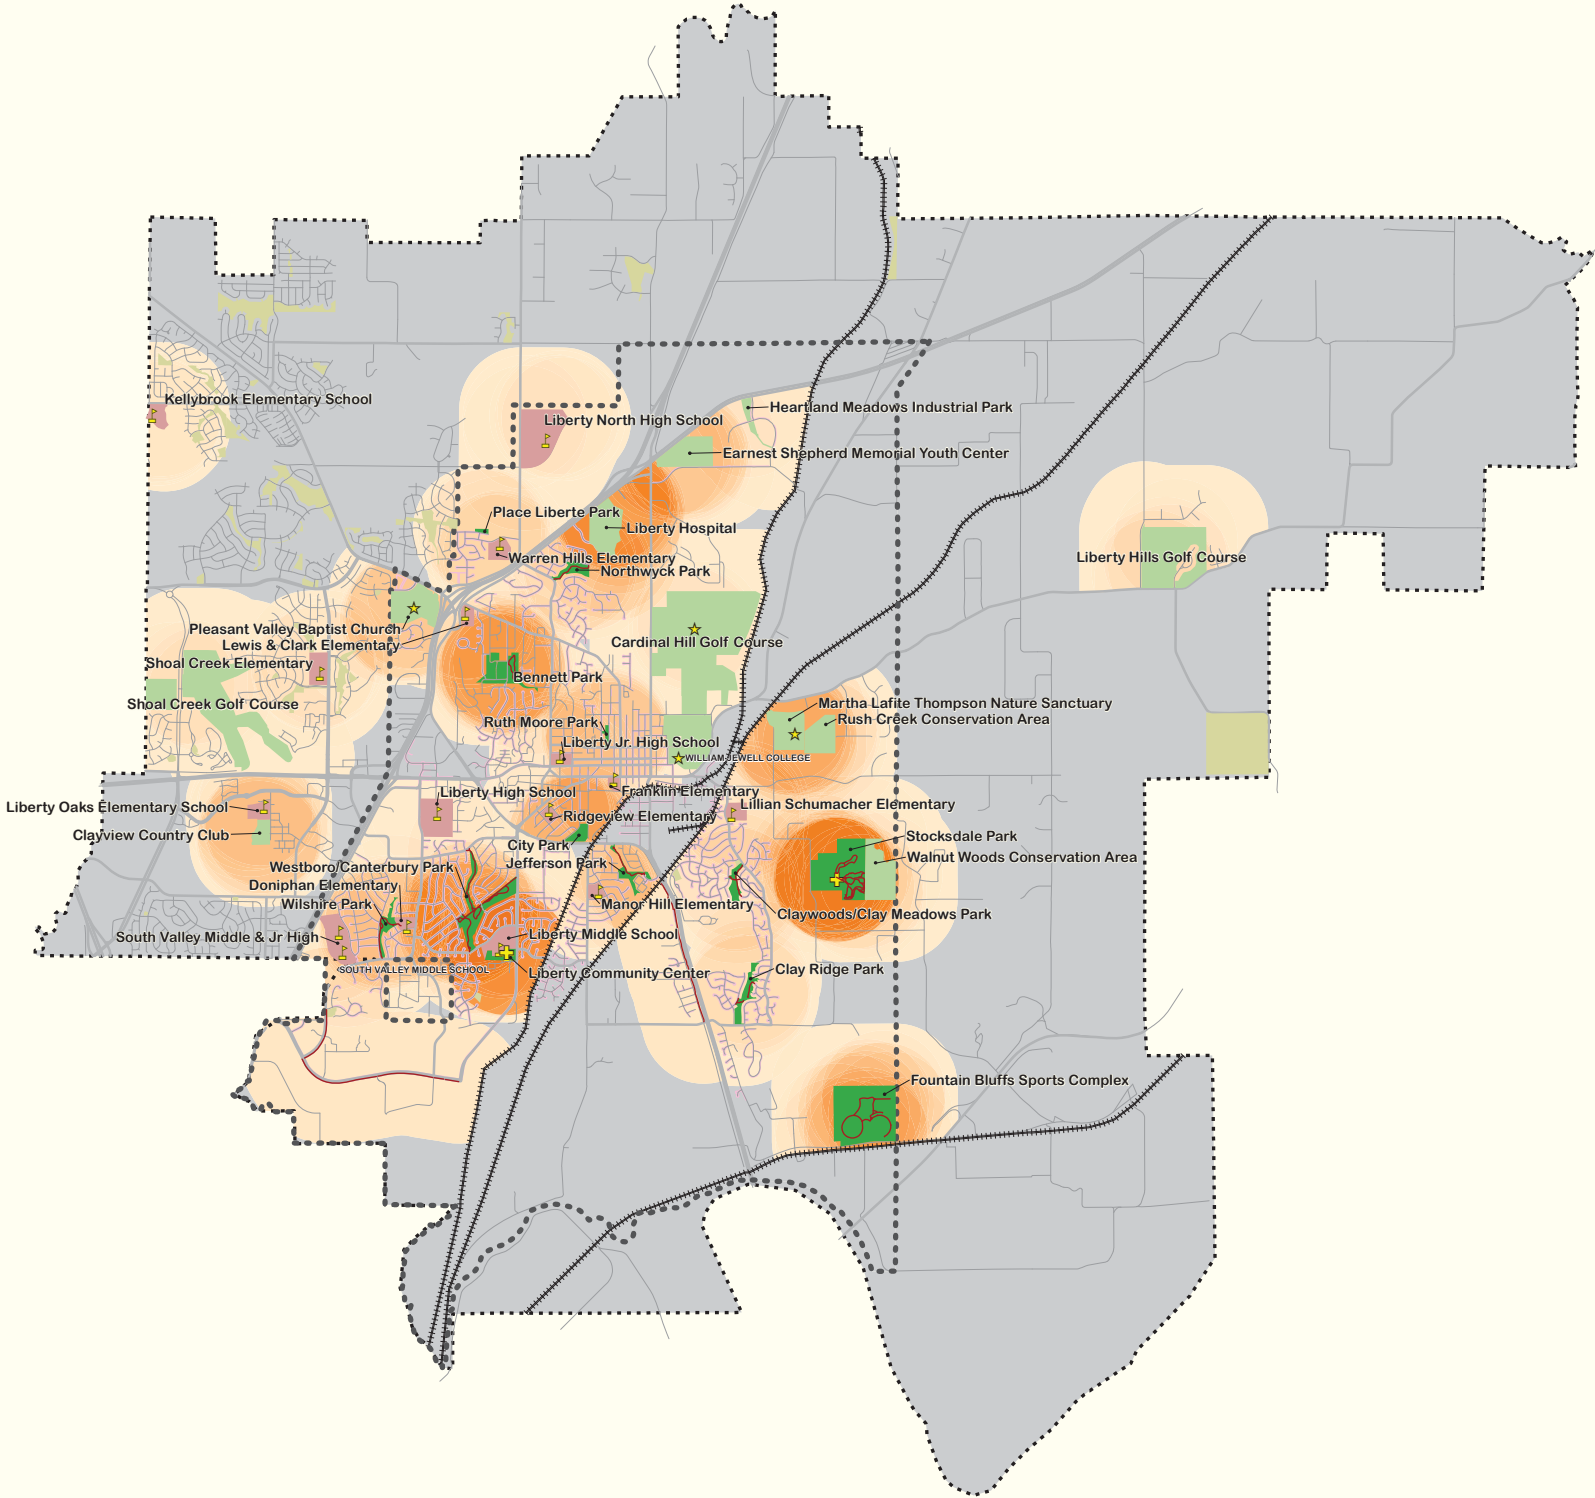 Kellybrook Elementary School
Liberty North High School
Heartland Meadows Industrial Park
Earnest Shepherd Memorial Youth Center
Place Liberte Park
Liberty Hospital
Warren Hills Elementary
Northwyck Park
Liberty Hills Golf Course
Pleasant Valley Baptist Church
Lewis & Clark Elementary
Cardinal Hill Golf Course
Shoal Creek Elementary
Bennett Park
Shoal Creek Golf Course
Martha Lafite Thompson Nature Sanctuary
Rush Creek Conservation Area
Ruth Moore Park
Liberty Jr. High School
WILLIAM JEWELL COLLEGE
Liberty High School
Franklin Elementary
Liberty Oaks Elementary School
Lillian Schumacher Elementary
Ridgeview Elementary
Clayview Country Club
City Park
Stocksdale Park
Walnut Woods Conservation Area
Jefferson Park
Westboro/Canterbury Park
Doniphan Elementary
Wilshire Park
Manor Hill Elementary
Claywoods/Clay Meadows Park
South Valley Middle & Jr High
Liberty Middle School
SOUTH VALLEY MIDDLE SCHOOL
Liberty Community Center
Clay Ridge Park
Fountain Bluffs Sports Complex